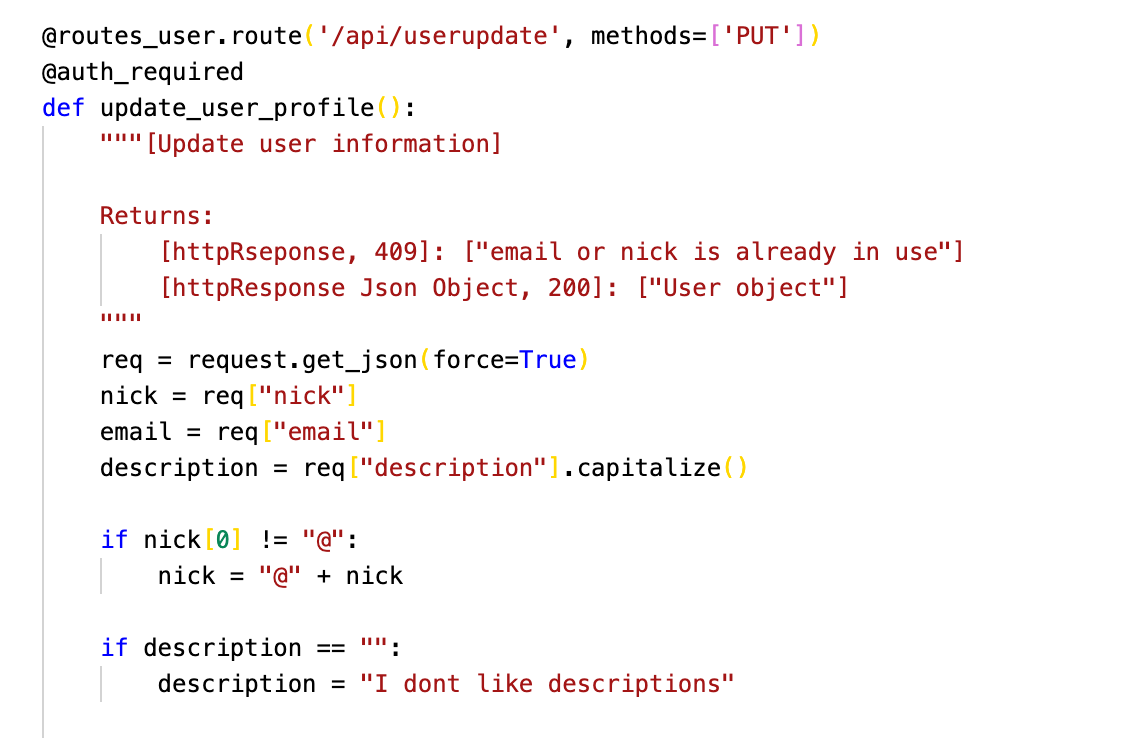 @routes_user.route('/api/userupdate', methods=['PUT'])
@auth_required
def update_user_profile():
"""[Update user information]
Returns:
[httpRseponse, 409]: ["email or nick is already in use"]
[httpResponse Json Object, 200]: ["User object"]
"""
req = request.get_json(force=True)
nick = req["nick"]
email = req["email"]
description = req["description"].capitalize()
if nick[0] != "@":
nick = "@" + nick
if description == "":
description = "I dont like descriptions"